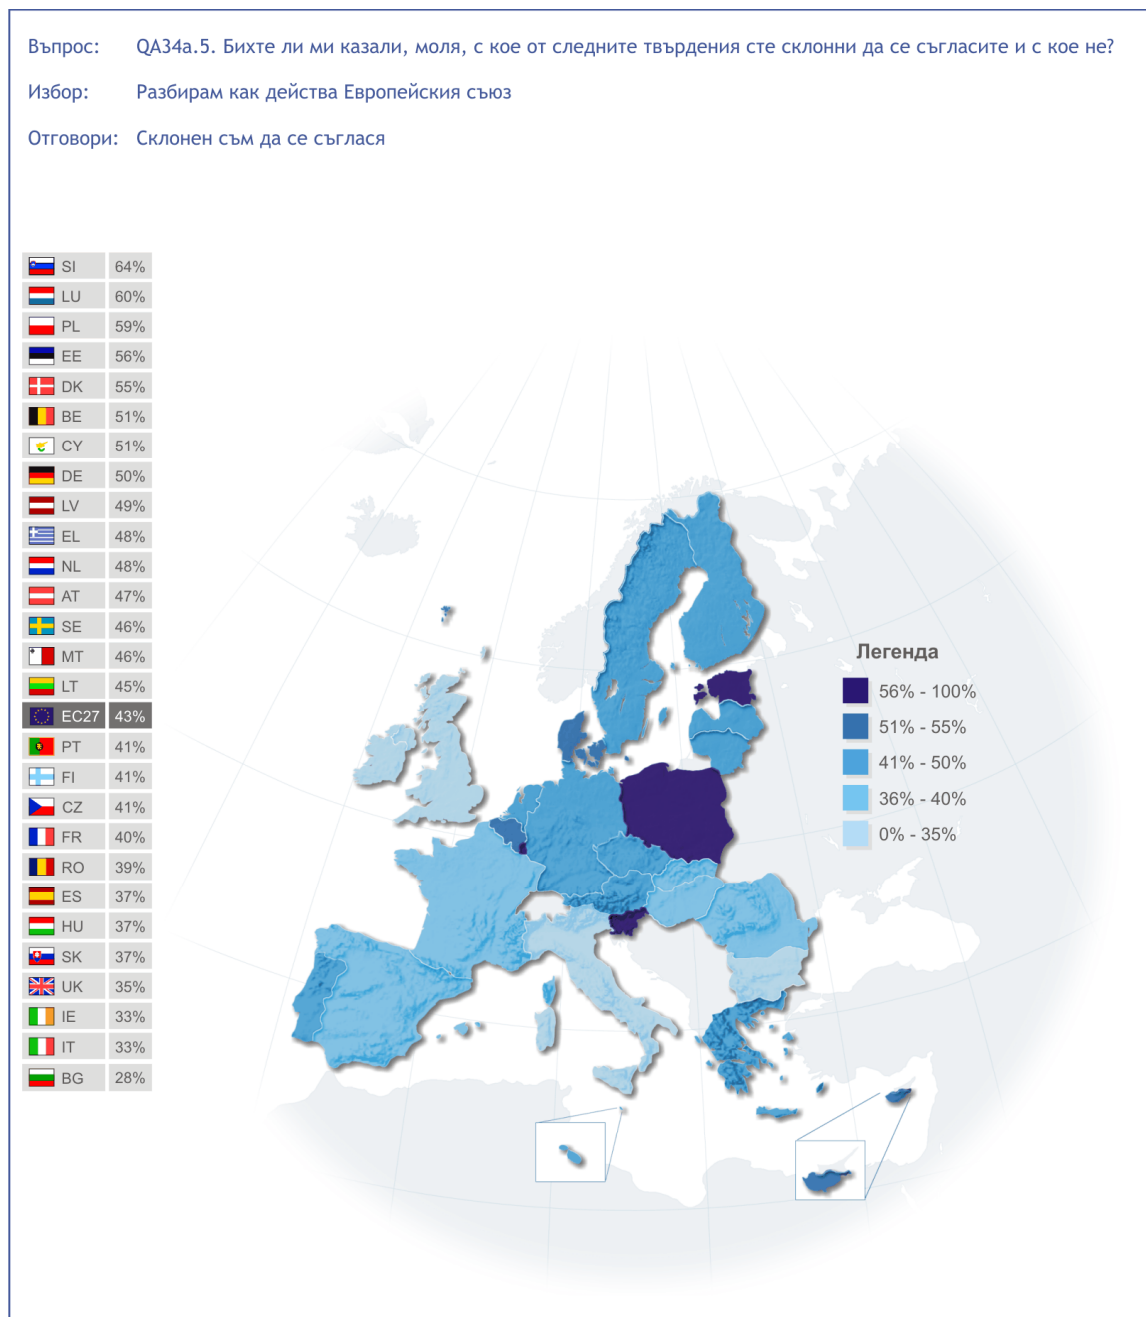 Въпрос: QA34a.5. Бихте ли ми казали, моля, с кое от следните твърдения сте склонни да се съгласите и с кое не?
Избор: Разбирам как действа Европейския съюз
Отговори: Склонен съм да се съглася
SI 64%
LU 60%
PL 59%
EE 56%
DK 55%
BE 51%
CY 51%
DE 50%
LV 49%
EL 48%
NL 48%
AT 47%
SE 46%
MT 46%
LT 45%
EC27 43%
PT 41%
FI 41%
CZ 41%
FR 40%
RO 39%
ES 37%
HU 37%
SK 37%
UK 35%
IE 33%
IT 33%
BG 28%
Легенда
56% - 100%
51% - 55%
41% - 50%
36% - 40%
0% - 35%